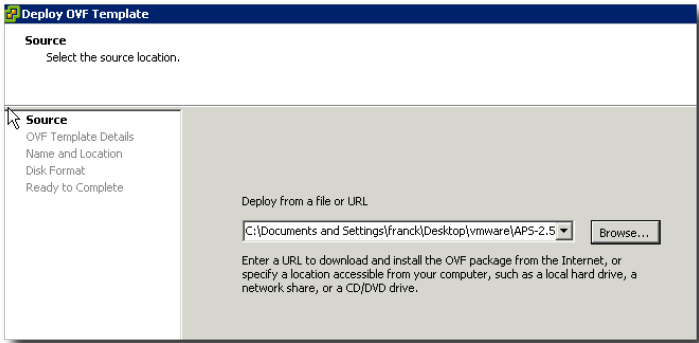 Deploy OVF Template
Source
Select the source location.
Source
OVF Template Details
Name and Location
Disk Format
Ready to Complete
Deploy from a file or URL
C:\Documents and Settings\franck\Desktop\vmware\APS-2.5
Browse...
Enter a URL to download and install the OVF package from the Internet, or
specify a location accessible from your computer, such as a local hard drive, a
network share, or a CD/DVD drive.